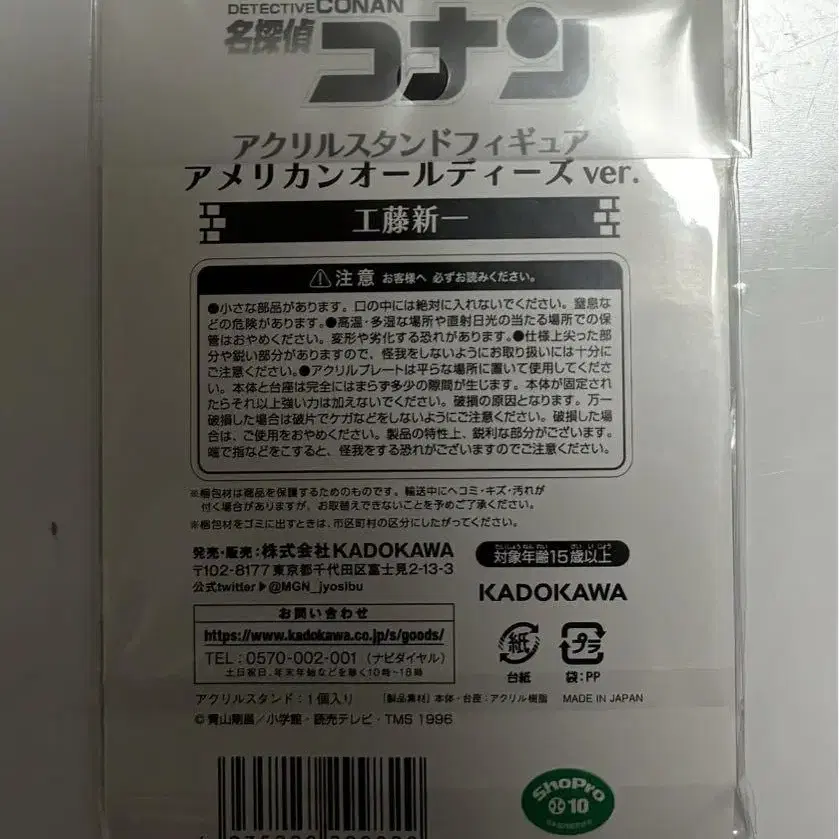 DETECTIVE CONAN
名探偵
コナン
アクリルスタンドフィギュア
アメリカンオールディーズ ver.
工藤新一
注意 お客様へ 必ずお読みください。
●小さな部品があります。口の中には絶対に入れないでください。窒息な
どの危険があります。●高温・多湿な場所や直射日光の当たる場所での保
管はおやめください。変形や劣化する恐れがあります。●仕様上尖った部
分や鋭い部分がありますので、怪我をしないようにお取り扱いには十分に
ご注意ください。●アクリルプレートは平らな場所に置いて使用してくださ
い。本体と台座は完全にはまらず多少の隙間が生じます。本体が固定され
たらそれ以上強い力は加えないでください。破損の原因となります。万一
破損した場合は破片でケガなどをしないようにご注意ください。破損した場
合は、ご使用をおやめください。製品の特性上、鋭利な部分がございます。
端で指などをこすると、怪我をする恐れがございますのでご注意ください。
※梱包材は商品を保護するためのものです。輸送中にヘコミ・キズ・汚れが
付く場合がありますが、お取替えできないことを予めご了承ください。
※梱包材をゴミに出すときは、市区町村の区分にしたがってください。
発売・販売:株式会社KADOKAWA
〒102-8177 東京都千代田区富士見2-13-3
公式twitter▶@MGN_jyosibu
たいしょうねんれい さいいじょう
対象年齢15歳以上
KADOKAWA
お問い合わせ
https://www.kadokawa.co.jp/s/goods/
TEL:0570-002-001(ナビダイヤル)
土日祝日、年末年始などを除く10時~18時
紙
台紙
プラ
袋:PP
アクリルスタンド:1個入り [製品素材]本体・台座:アクリル樹脂 MADE IN JAPAN
©青山剛昌/小学館・読売テレビ・TMS 1996
ShoPro
10